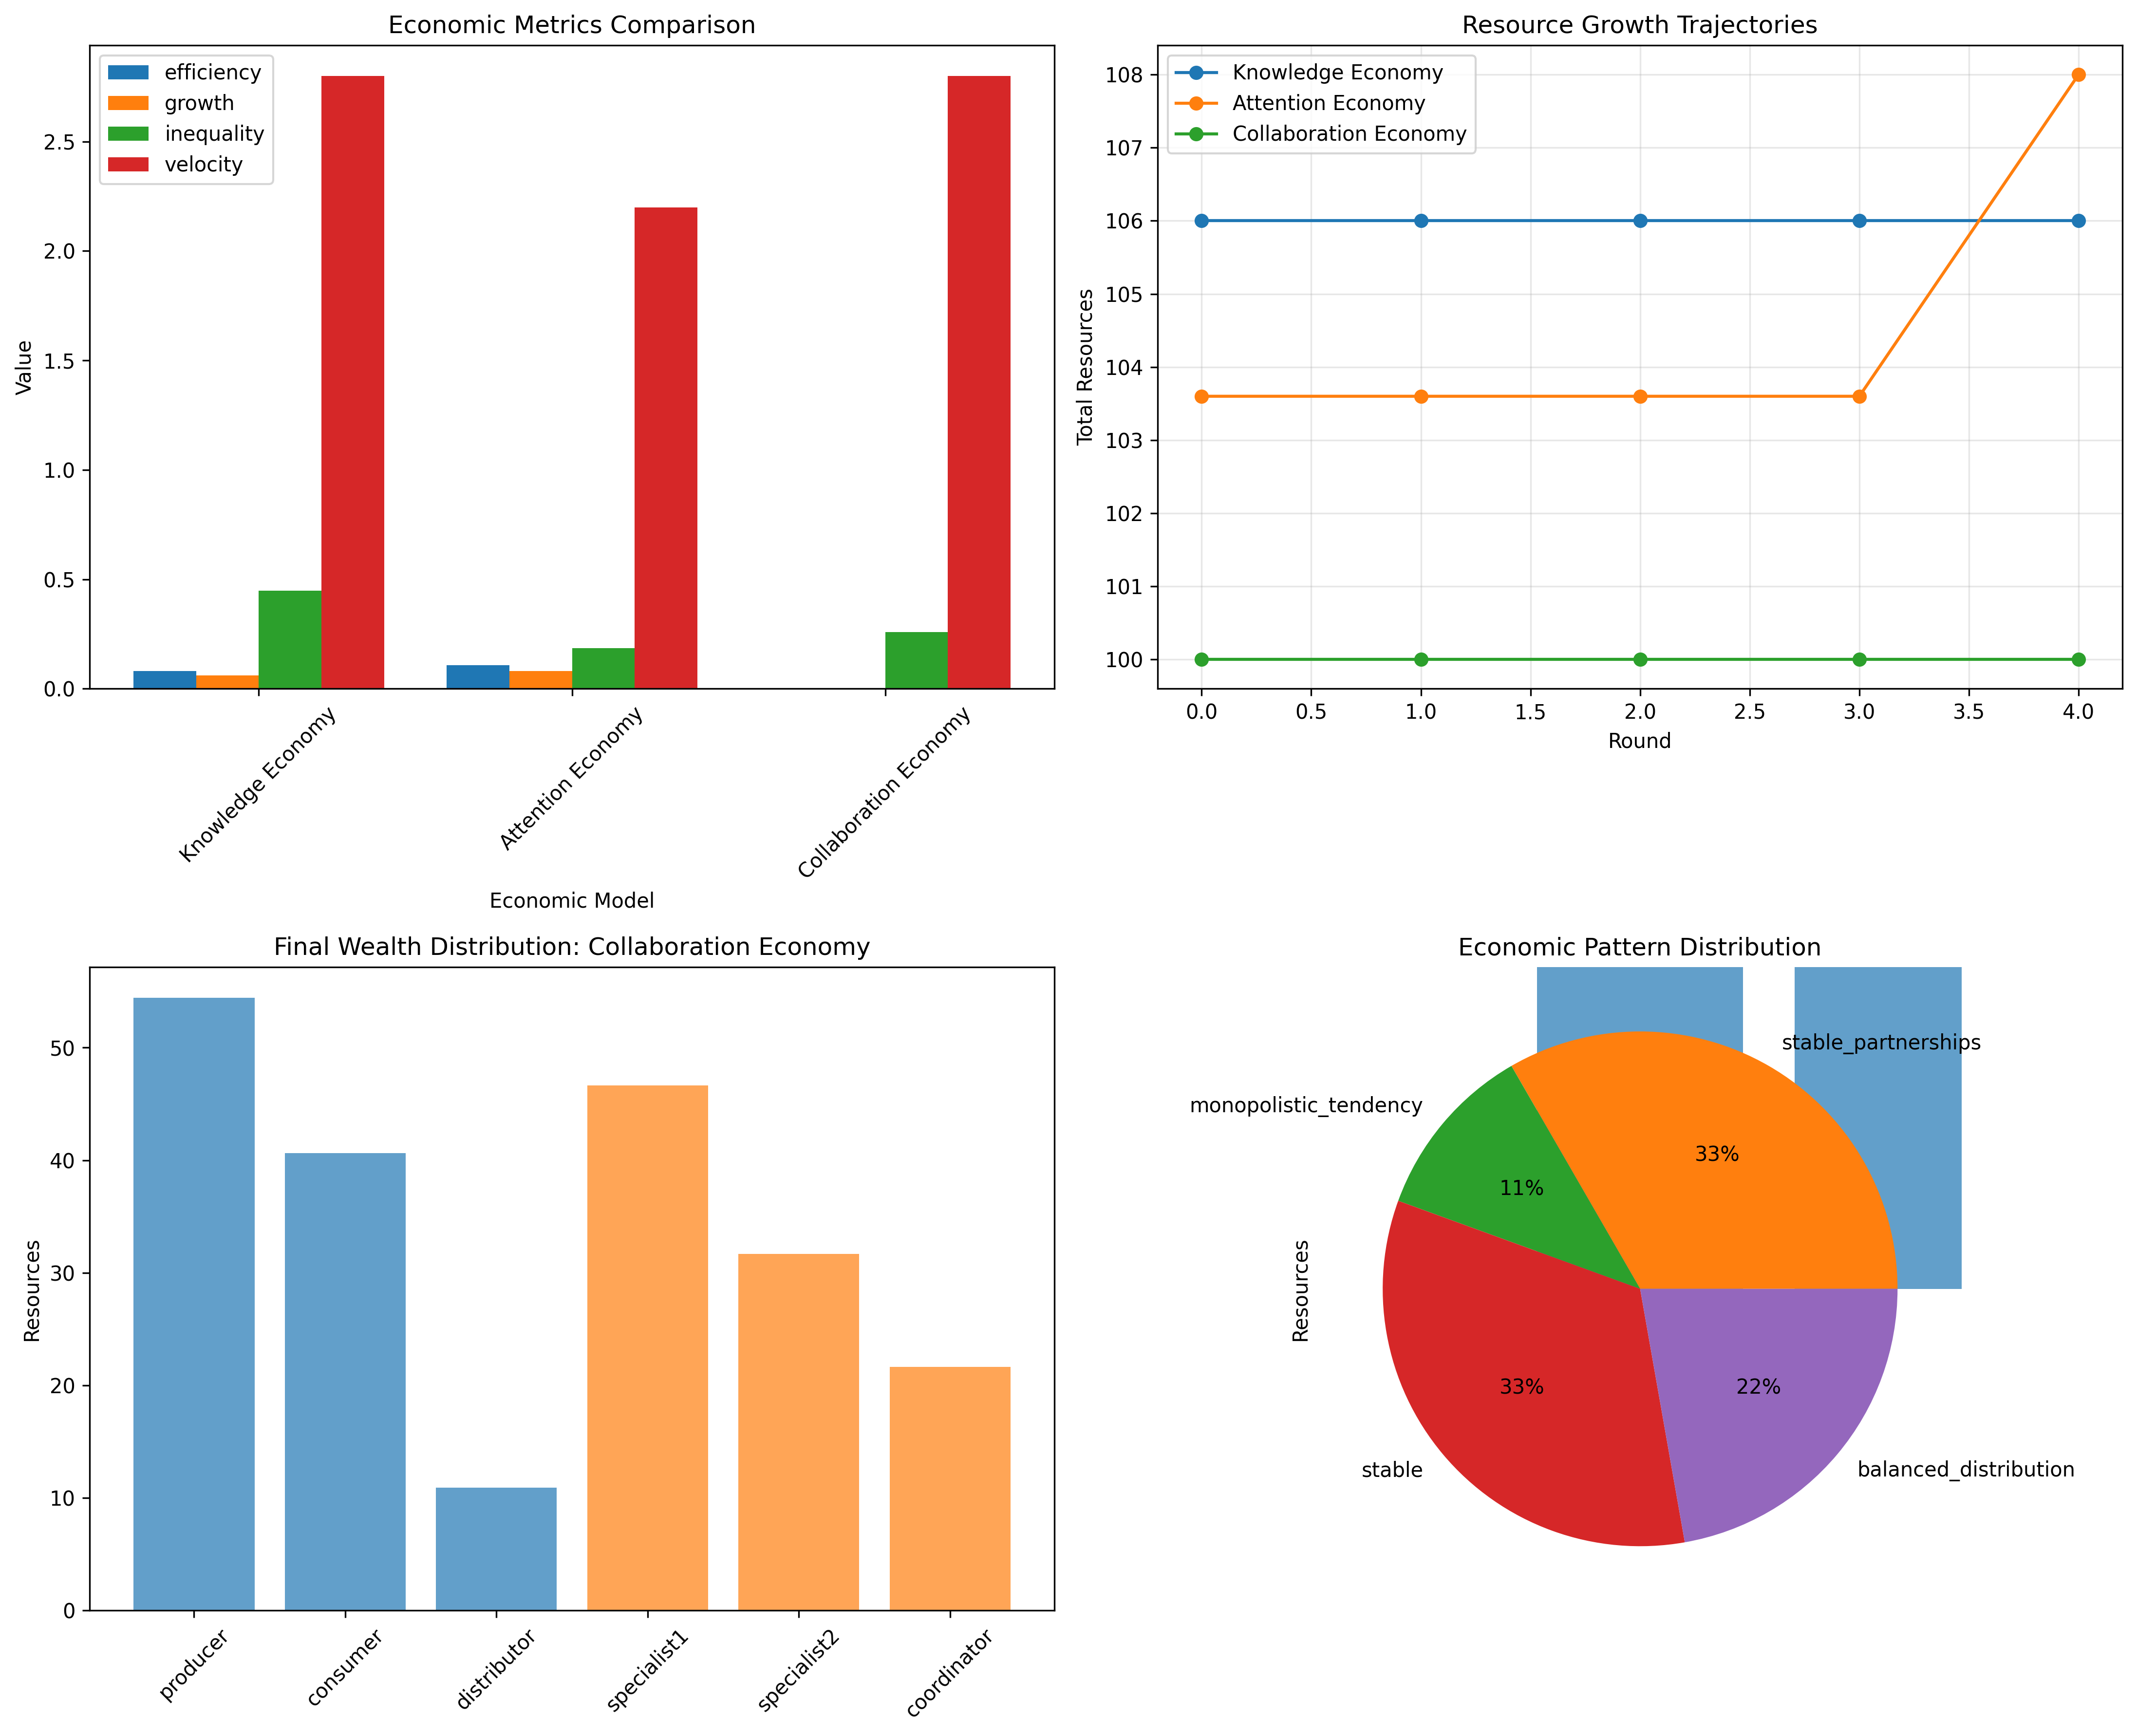 Economic Metrics Comparison
efficiency
growth
inequality
velocity
Value
2.5
2.0
1.5
1.0
0.5
0.0
Knowledge Economy
Attention Economy
Collaboration Economy
Economic Model
Resource Growth Trajectories
Knowledge Economy
Attention Economy
Collaboration Economy
Total Resources
108
107
106
105
104
103
102
101
100
0.0 0.5 1.0 1.5 2.0 2.5 3.0 3.5 4.0
Round
Final Wealth Distribution: Collaboration Economy
Resources
50
40
30
20
10
0
producer
consumer
distributor
specialist1
specialist2
coordinator
Economic Pattern Distribution
stable_partnerships
monopolistic_tendency
33%
11%
Resources
33%
22%
stable
balanced_distribution